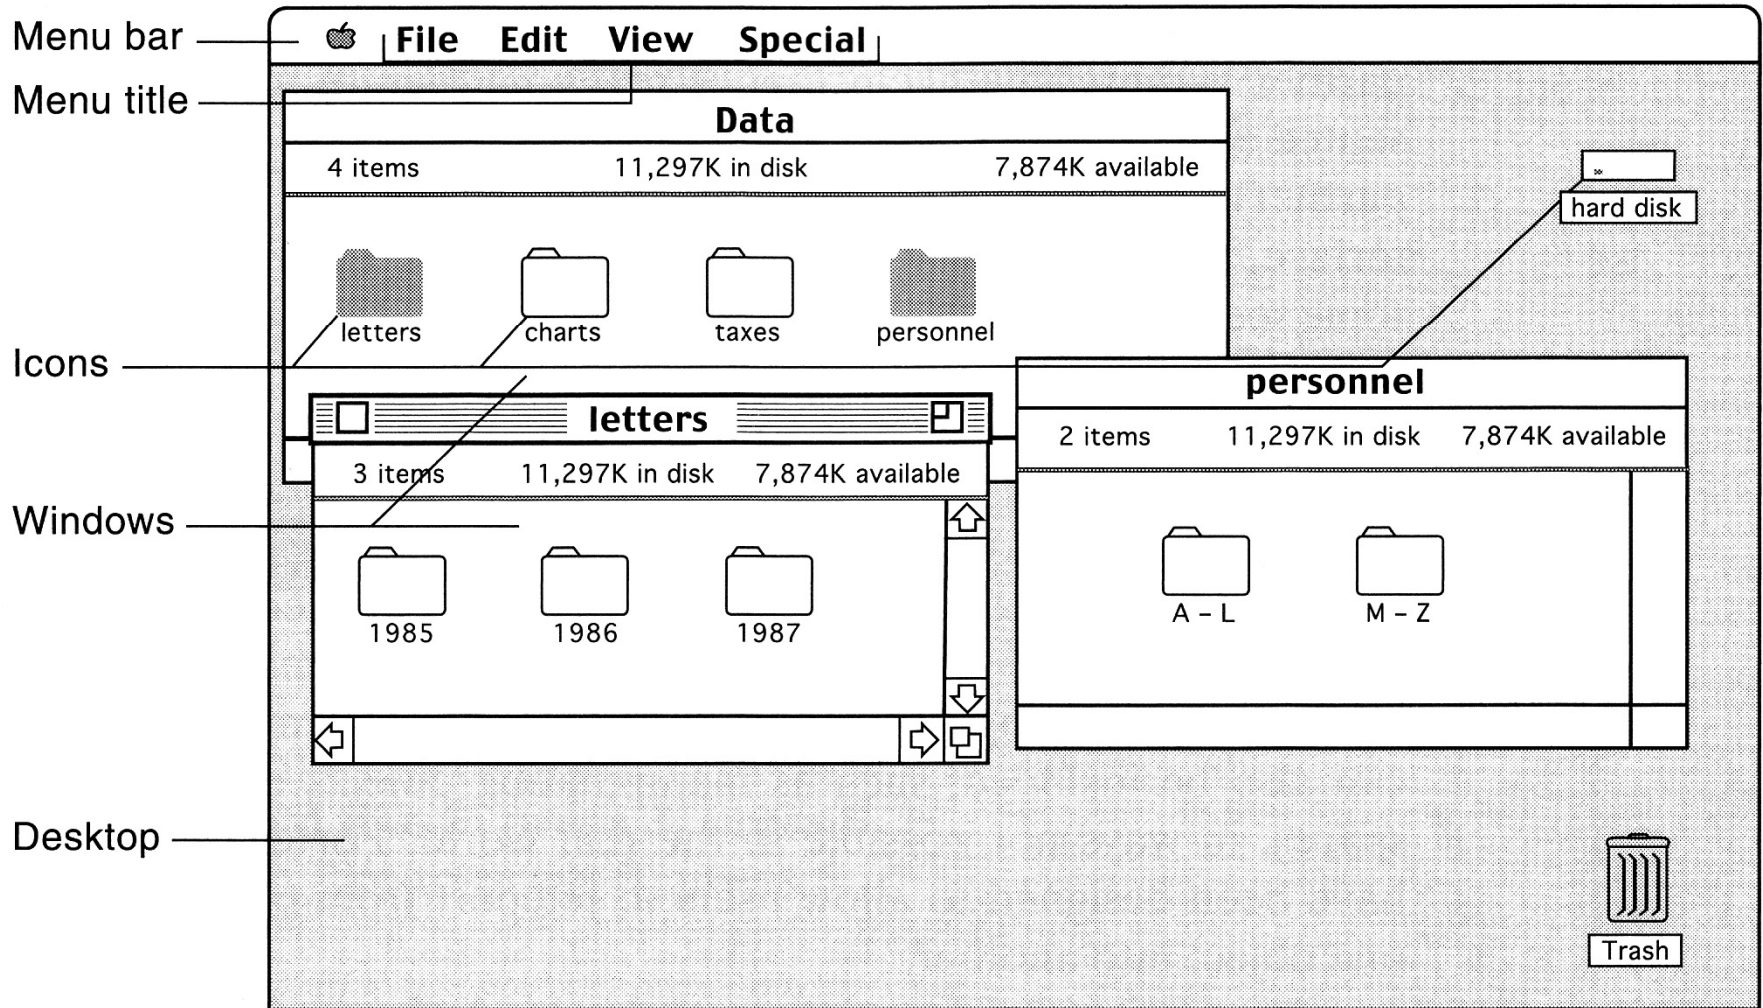 Menu bar
File Edit View Special
Menu title
Data
4 items 11,297K in disk 7,874K available
hard disk
letters charts taxes personnel
Icons
personnel
2 items 11,297K in disk 7,874K available
A – L M – Z
letters
3 items 11,297K in disk 7,874K available
Windows
1985 1986 1987
Desktop
Trash